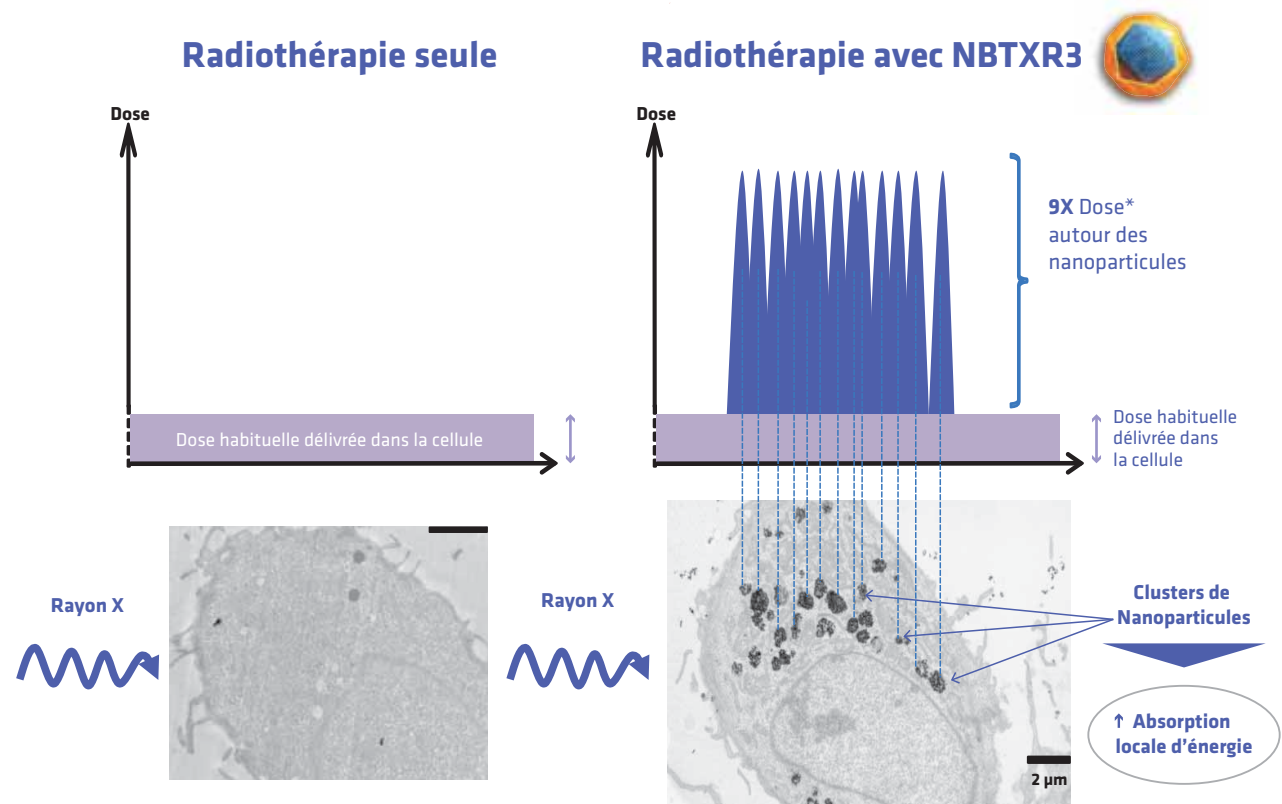 Radiothérapie seule
Radiothérapie avec NBTXR3
Dose
Dose
9X Dose*
autour des
nanoparticules
Dose habituelle délivrée dans la cellule
Dose habituelle
délivrée dans
la cellule
Rayon X
Rayon X
Clusters de
Nanoparticules
↑ Absorption
locale d'énergie
2 µm